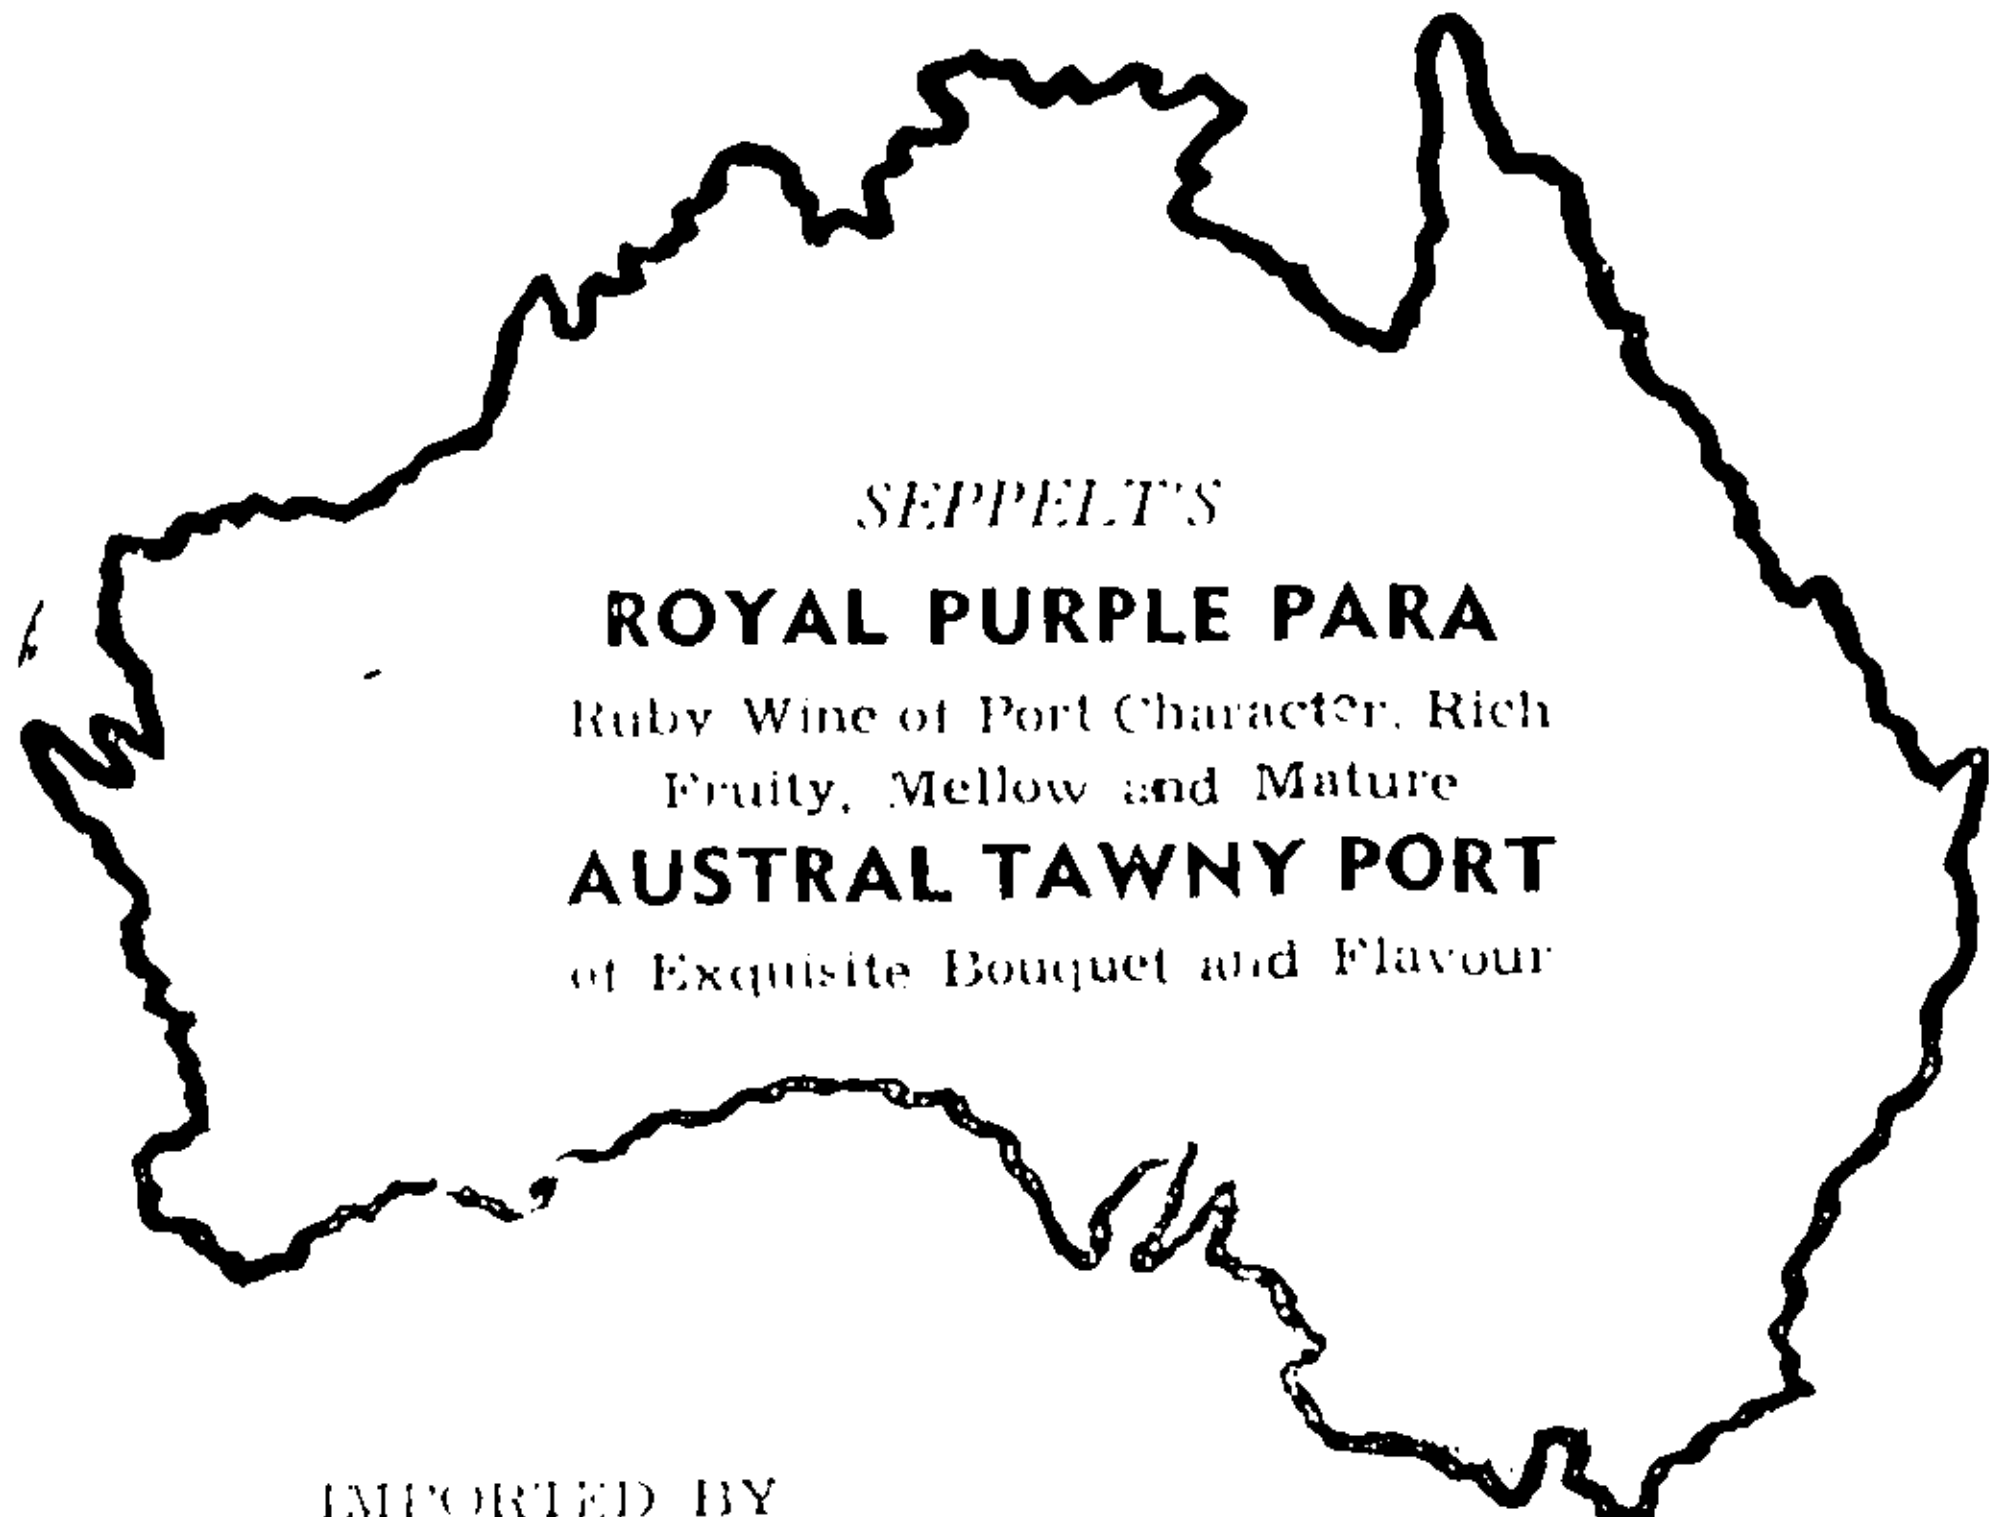 SEPPELT'S
ROYAL PURPLE PARA
Ruby Wine of Port Character, Rich
Fruity, Mellow and Mature
AUSTRAL TAWNY PORT
of Exquisite Bouquet and Flavour
IMPORTED BY